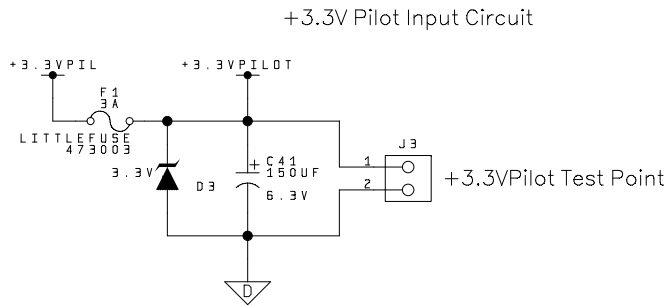 +3.3V Pilot Input Circuit
+3.3VPIL
+3.3VPILOT
F1
3A
LITTLEFUSE
473003
3.3V
D3
+
C41
150UF
6.3V
J3
1
2
+3.3VPilot Test Point
D